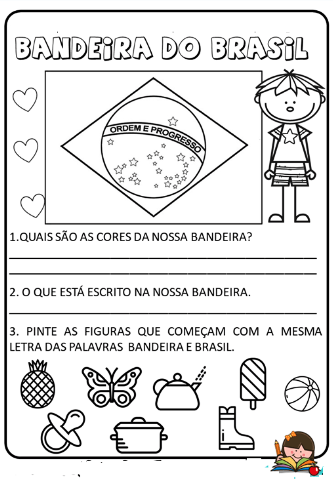 BANDEIRA DO BRASIL
ORDEM E PROGRESSO
1.QUAIS SÃO AS CORES DA NOSSA BANDEIRA?
2. O QUE ESTÁ ESCRITO NA NOSSA BANDEIRA.
3. PINTE AS FIGURAS QUE COMEÇAM COM A MESMA
LETRA DAS PALAVRAS BANDEIRA E BRASIL.